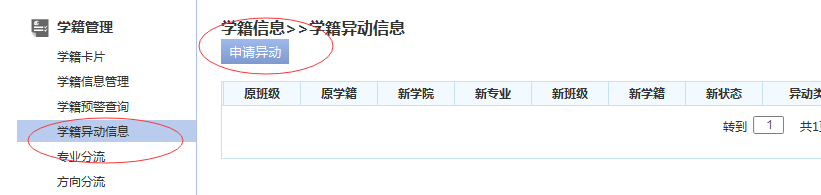 学籍管理
学籍卡片
学籍信息管理
学籍预警查询
学籍异动信息
专业分流
方向分流
学籍信息>>学籍异动信息
申请异动
原班级 原学籍 新学院 新专业 新班级 新学籍 新状态 异动类
转到 1 共1